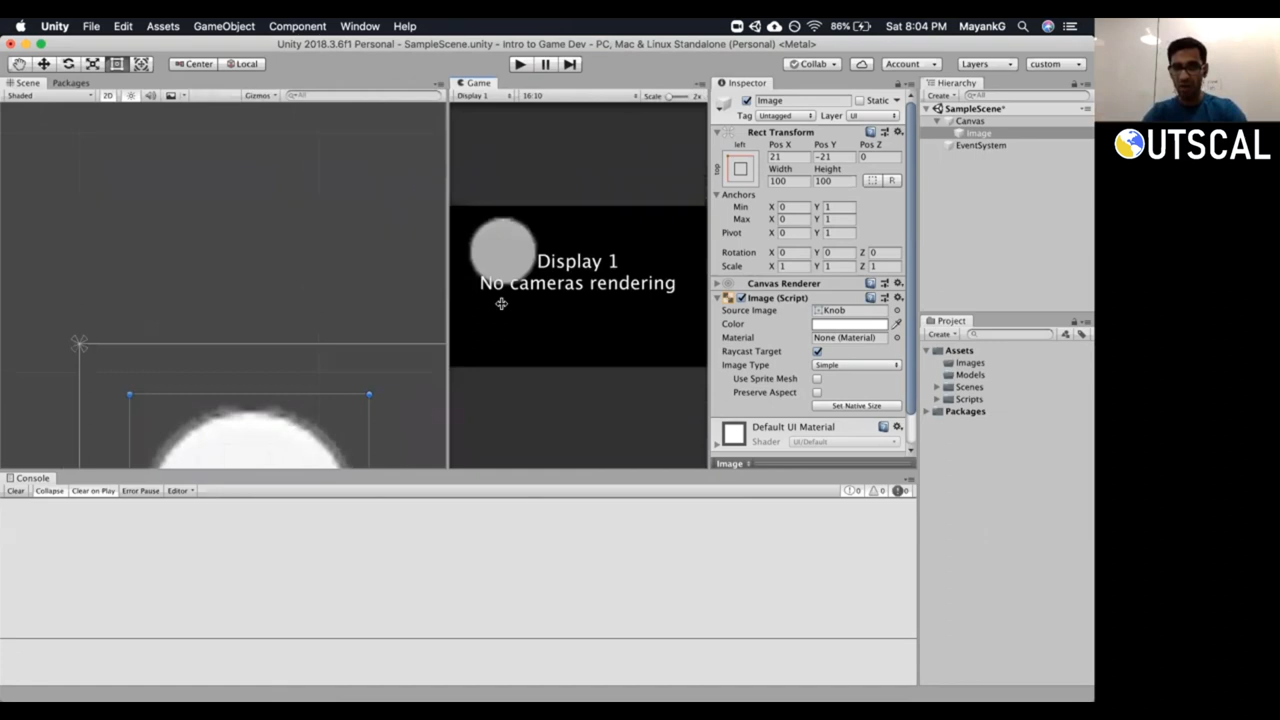 Unity File Edit Assets GameObject Component Window Help 86% Sat 8:04 PM MayankG
Unity 2018.3.6f1 Personal - SampleScene.unity - Intro to Game Dev - PC, Mac & Linux Standalone (Personal) <Metal>
Center Local Collab Account Layers custom
Scene Packages
Shaded 2D Gizmos All
Game
Display 1 16:10 Scale 2x
Display 1
No cameras rendering
Inspector
Image Static
Tag Untagged Layer UI
Rect Transform
left Pos X Pos Y Pos Z
top 21 -21 0
Width Height
100 100 R
Anchors
Min X 0 Y 1
Max X 0 Y 1
Pivot X 0 Y 1
Rotation X 0 Y 0 Z 0
Scale X 1 Y 1 Z 1
Canvas Renderer
Image (Script)
Source Image Knob
Color
Material None (Material)
Raycast Target
Image Type Simple
Use Sprite Mesh
Preserve Aspect
Set Native Size
Default UI Material
Shader UI/Default
Image
Hierarchy
Create All
SampleScene*
Canvas
Image
EventSystem
Project
Create
Assets
Images
Models
Scenes
Scripts
Packages
Console
Clear Collapse Clear on Play Error Pause Editor 0 0 0
OUTSCAL